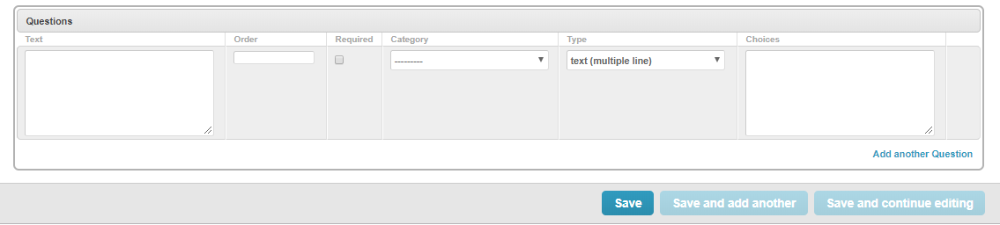 Questions
Text Order Required Category Type Choices
--------- text (multiple line)
Add another Question
Save Save and add another Save and continue editing